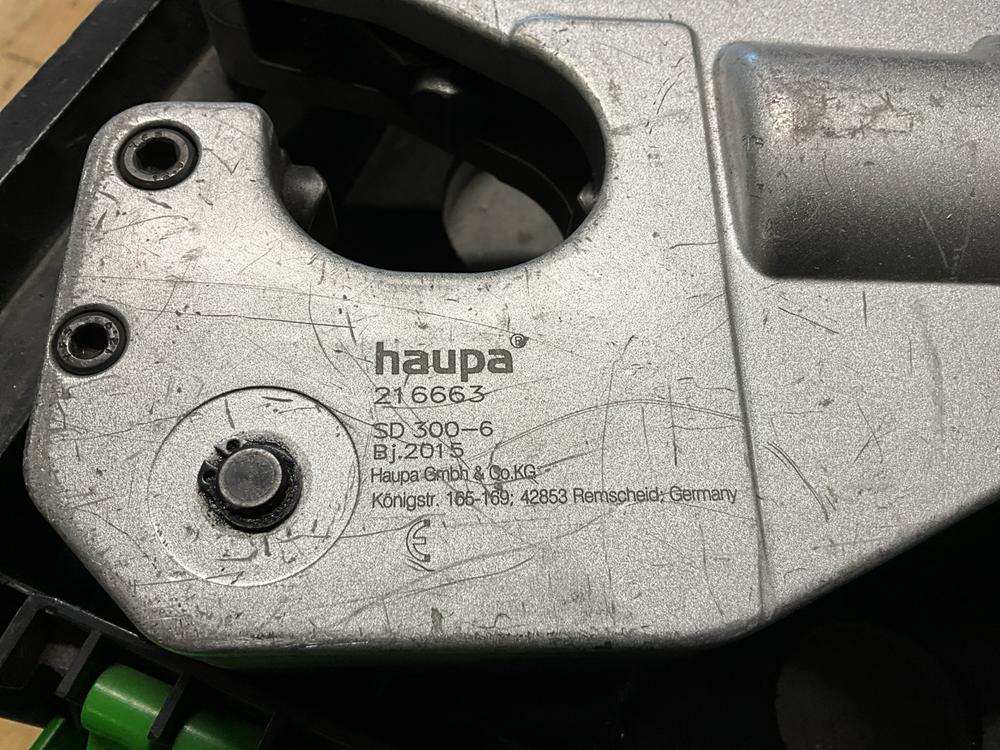 haupa®
216663
SD 300-6
Bj.2015
Haupa Gmbh & Co.KG
Königstr. 165-169; 42853 Remscheid; Germany
CE